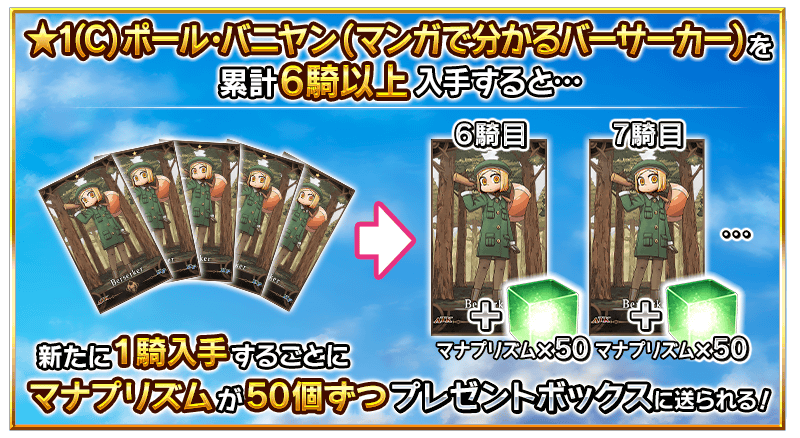 ★1(C)ポール・バニヤン(マンガで分かるバーサーカー)を
累計6騎以上入手すると…
6騎目
7騎目
Berserker
…
+
+
マナプリズム×50
マナプリズム×50
新たに1騎入手するごとに
マナプリズムが50個ずつプレゼントボックスに送られる!